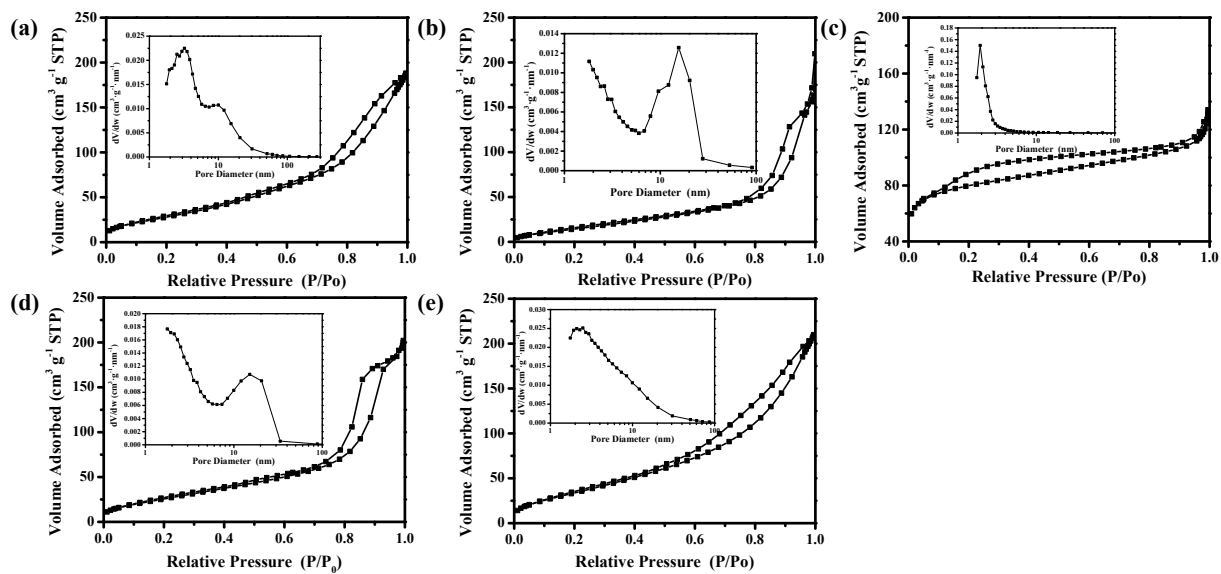 (a)
250
200
150
100
50
0
Volume Adsorbed (cm³ g⁻¹ STP)
0.0 0.2 0.4 0.6 0.8 1.0
Relative Pressure (P/Po)
0.025
0.020
0.015
0.010
0.005
0.000
dV/dw (cm³·g⁻¹·nm⁻¹)
1 10 100
Pore Diameter (nm)
(b)
250
200
150
100
50
0
Volume Adsorbed (cm³ g⁻¹ STP)
0.0 0.2 0.4 0.6 0.8 1.0
Relative Pressure (P/Po)
0.014
0.012
0.010
0.008
0.006
0.004
0.002
0.000
dV/dw (cm³·g⁻¹·nm⁻¹)
1 10 100
Pore Diameter (nm)
(c)
200
160
120
80
40
Volume Adsorbed (cm³g⁻¹ STP)
0.0 0.2 0.4 0.6 0.8 1.0
Relative Pressure (P/Po)
0.18
0.15
0.12
0.09
0.06
0.03
0.00
dV/dw (cm³·g·nm⁴)
1 10 100
Pore Diameter (nm)
(d)
250
200
150
100
50
0
Volume Adsorbed (cm³ g⁻¹ STP)
0.0 0.2 0.4 0.6 0.8 1.0
Relative Pressure (P/P₀)
0.020
0.018
0.016
0.014
0.012
0.010
0.008
0.006
0.004
0.002
0.000
dV/dw (cm³·g⁻¹·nm⁻¹)
1 10 100
Pore Diameter (nm)
(e)
250
200
150
100
50
0
Volume Adsorbed (cm³ g⁻¹ STP)
0.0 0.2 0.4 0.6 0.8 1.0
Relative Pressure (P/Po)
0.030
0.025
0.020
0.015
0.010
0.005
0.000
dV/dw (cm³·g⁻¹·nm⁻¹)
1 10 100
Pore Diameter (nm)